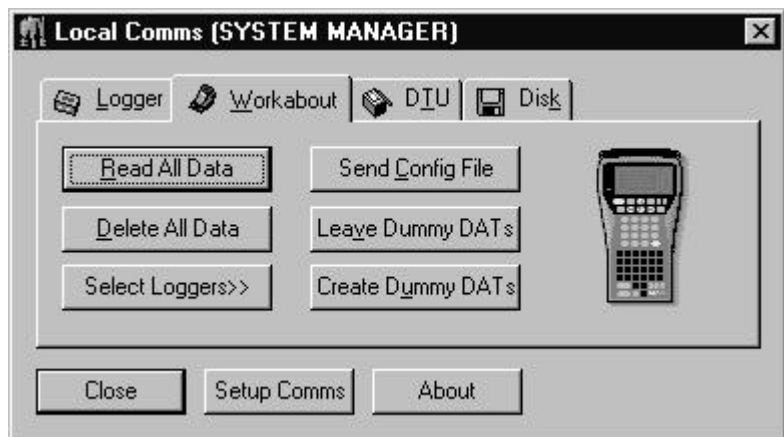 Local Comms (SYSTEM MANAGER)
Logger Workabout DTU Disk
Read All Data Send Config File
Delete All Data Leave Dummy DATs
Select Loggers>> Create Dummy DATs
Close Setup Comms About